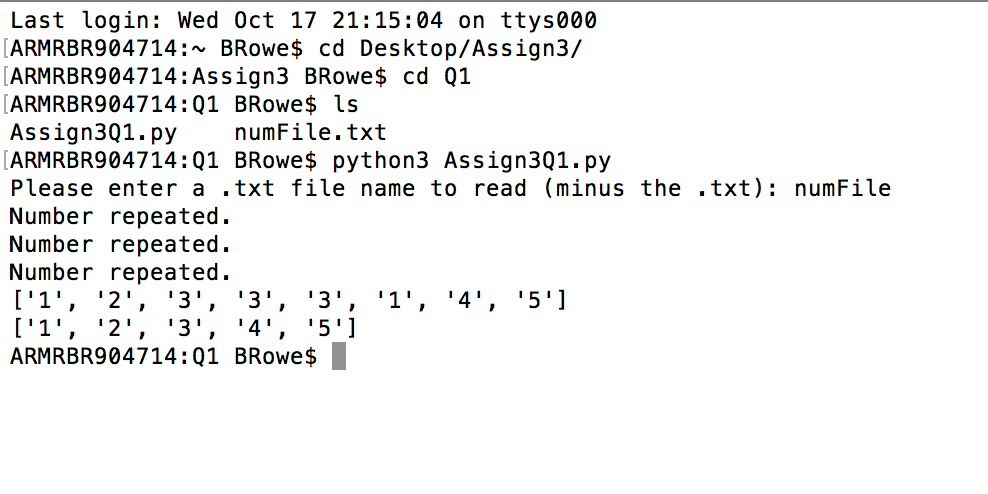 Last login: Wed Oct 17 21:15:04 on ttys000
[ARMRBR904714:~ BRowe$ cd Desktop/Assign3/
[ARMRBR904714:Assign3 BRowe$ cd Q1
[ARMRBR904714:Q1 BRowe$ ls
Assign3Q1.py    numFile.txt
[ARMRBR904714:Q1 BRowe$ python3 Assign3Q1.py
Please enter a .txt file name to read (minus the .txt): numFile
Number repeated.
Number repeated.
Number repeated.
['1', '2', '3', '3', '3', '1', '4', '5']
['1', '2', '3', '4', '5']
ARMRBR904714:Q1 BRowe$